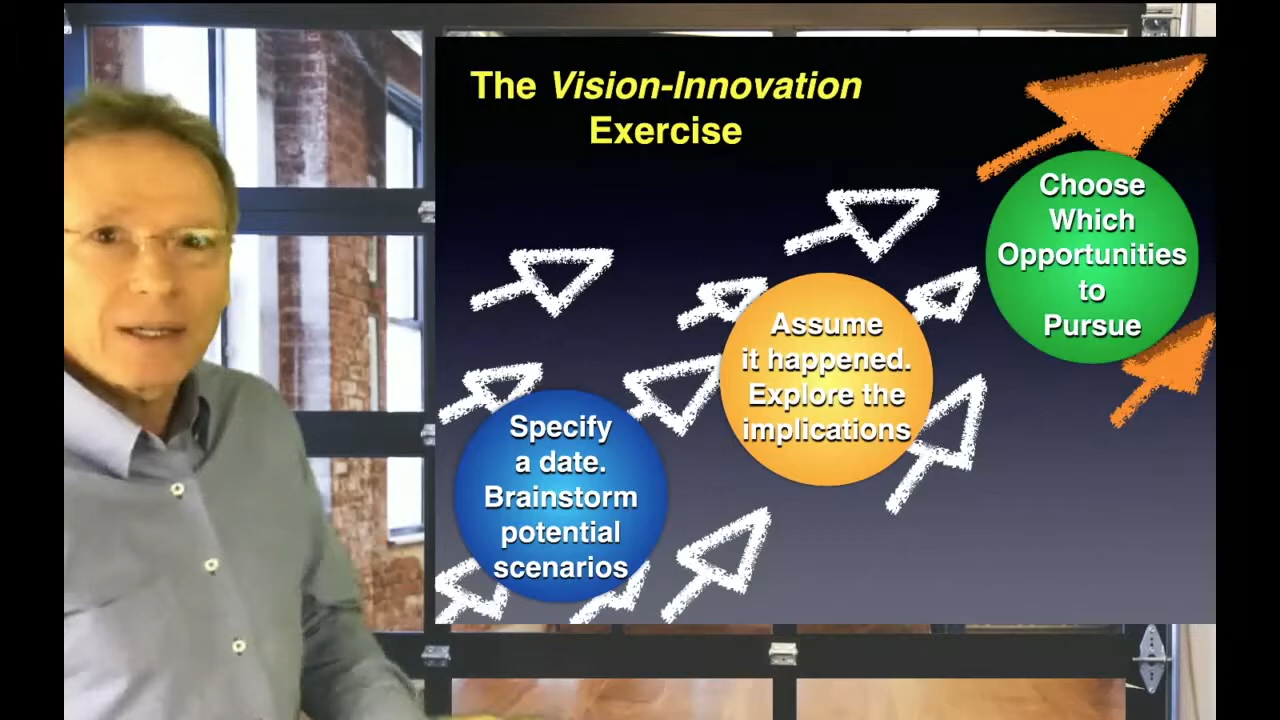 The Vision-Innovation
Exercise
Choose
Which
Opportunities
to
Pursue
Assume
it happened.
Explore the
implications
Specify
a date.
Brainstorm
potential
scenarios